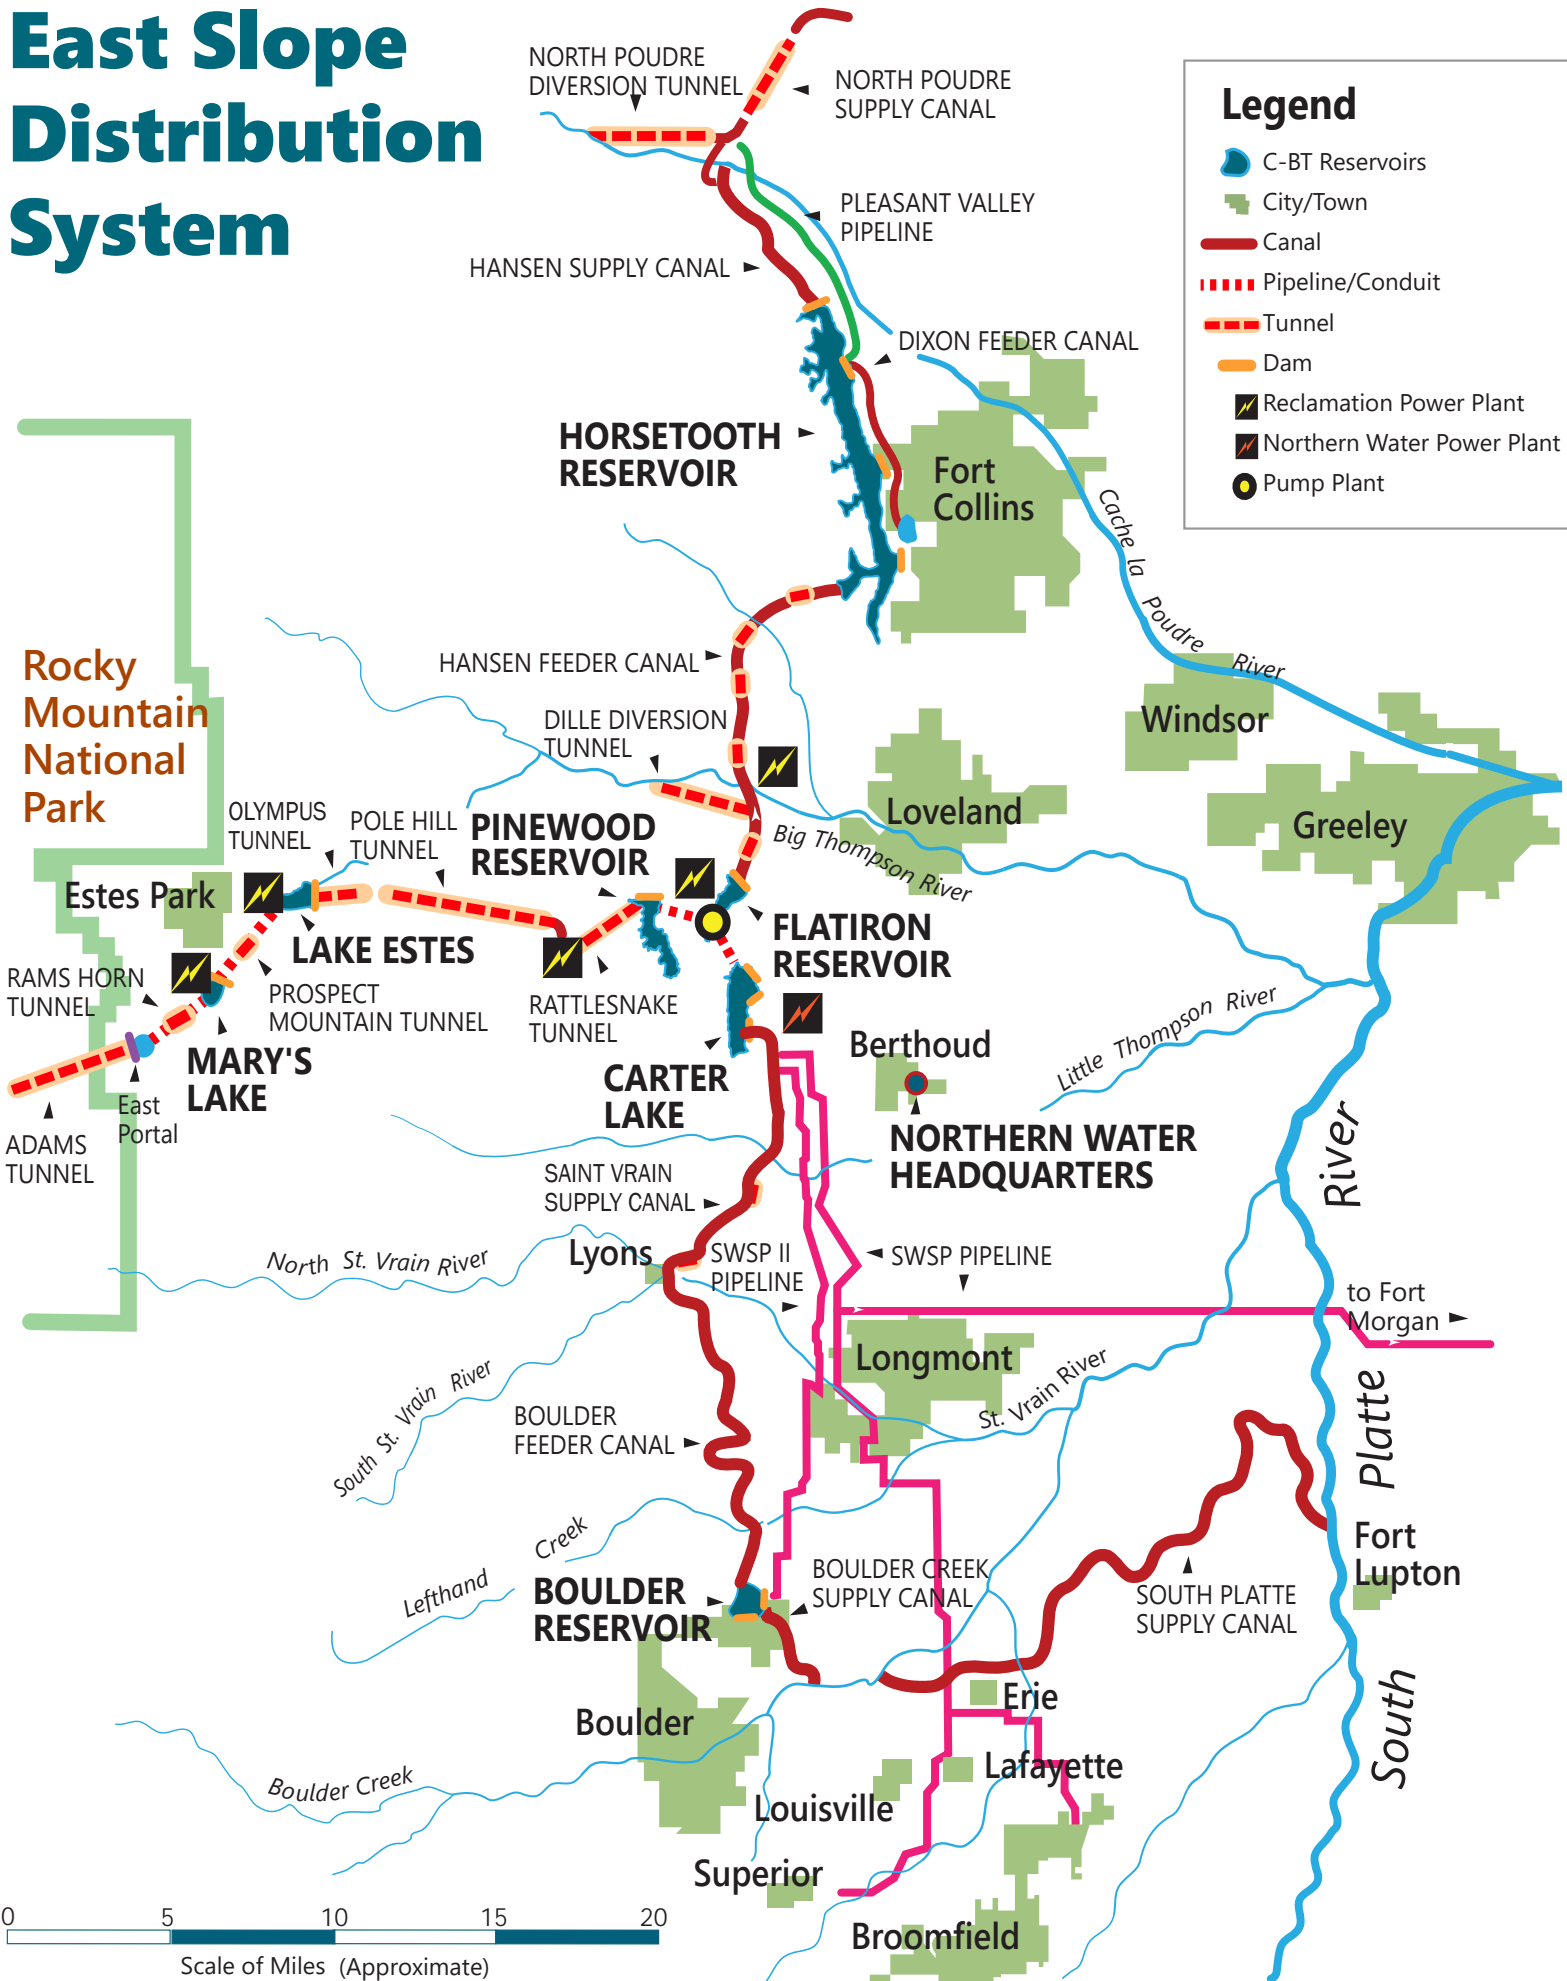 East Slope
Distribution
System
NORTH POUDRE
DIVERSION TUNNEL
NORTH POUDRE
SUPPLY CANAL
PLEASANT VALLEY
PIPELINE
HANSEN SUPPLY CANAL
DIXON FEEDER CANAL
Legend
C-BT Reservoirs
City/Town
Canal
Pipeline/Conduit
Tunnel
Dam
Reclamation Power Plant
Northern Water Power Plant
Pump Plant
HORSETOOTH
RESERVOIR
Fort
Collins
Cache la Poudre River
Rocky
Mountain
National
Park
HANSEN FEEDER CANAL
DILLE DIVERSION
TUNNEL
Windsor
Loveland
Greeley
Big Thompson River
OLYMPUS
TUNNEL
POLE HILL
TUNNEL
PINEWOOD
RESERVOIR
Estes Park
LAKE ESTES
FLATIRON
RESERVOIR
RAMS HORN
TUNNEL
PROSPECT
MOUNTAIN TUNNEL
RATTLESNAKE
TUNNEL
MARY'S
LAKE
East
Portal
ADAMS
TUNNEL
CARTER
LAKE
Berthoud
Little Thompson River
NORTHERN WATER
HEADQUARTERS
SAINT VRAIN
SUPPLY CANAL
Lyons
North St. Vrain River
SWSP II
PIPELINE
SWSP PIPELINE
to Fort
Morgan
Longmont
St. Vrain River
South St. Vrain River
BOULDER
FEEDER CANAL
Lefthand Creek
BOULDER
RESERVOIR
BOULDER CREEK
SUPPLY CANAL
SOUTH PLATTE
SUPPLY CANAL
Fort
Lupton
South Platte River
Boulder
Erie
Lafayette
Boulder Creek
Louisville
Superior
Broomfield
0 5 10 15 20
Scale of Miles (Approximate)